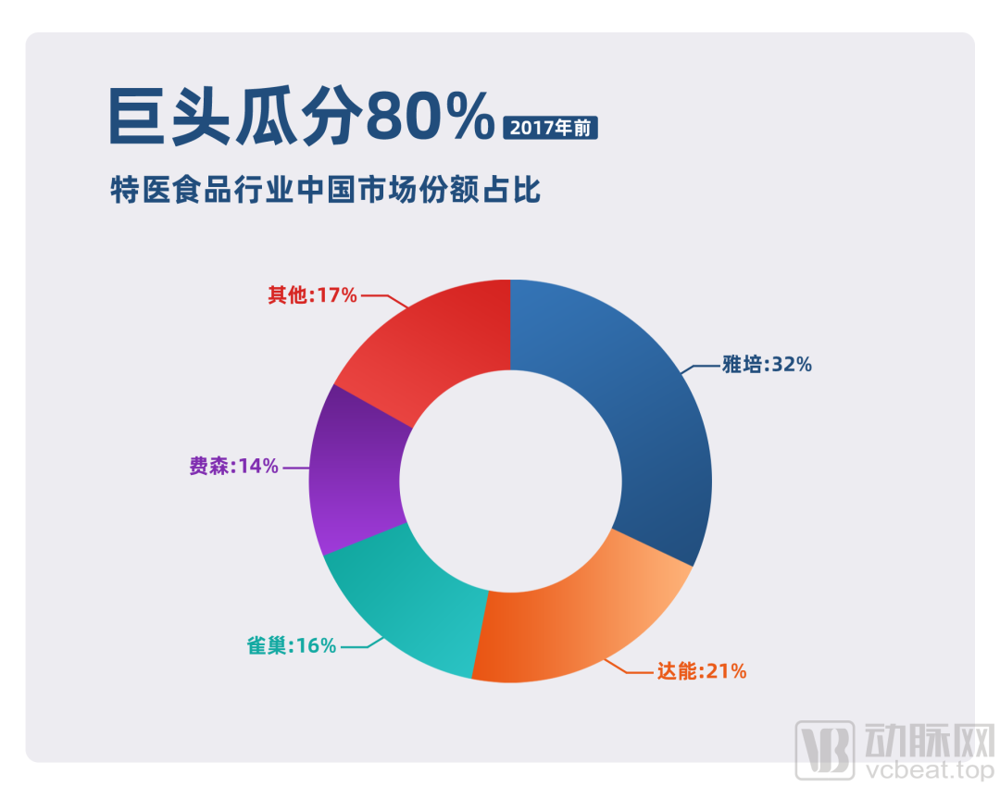 巨头瓜分80% 2017年前
特医食品行业中国市场份额占比
其他:17%
雅培:32%
费森:14%
雀巢:16%
达能:21%
VB 动脉网
vcbeat.top